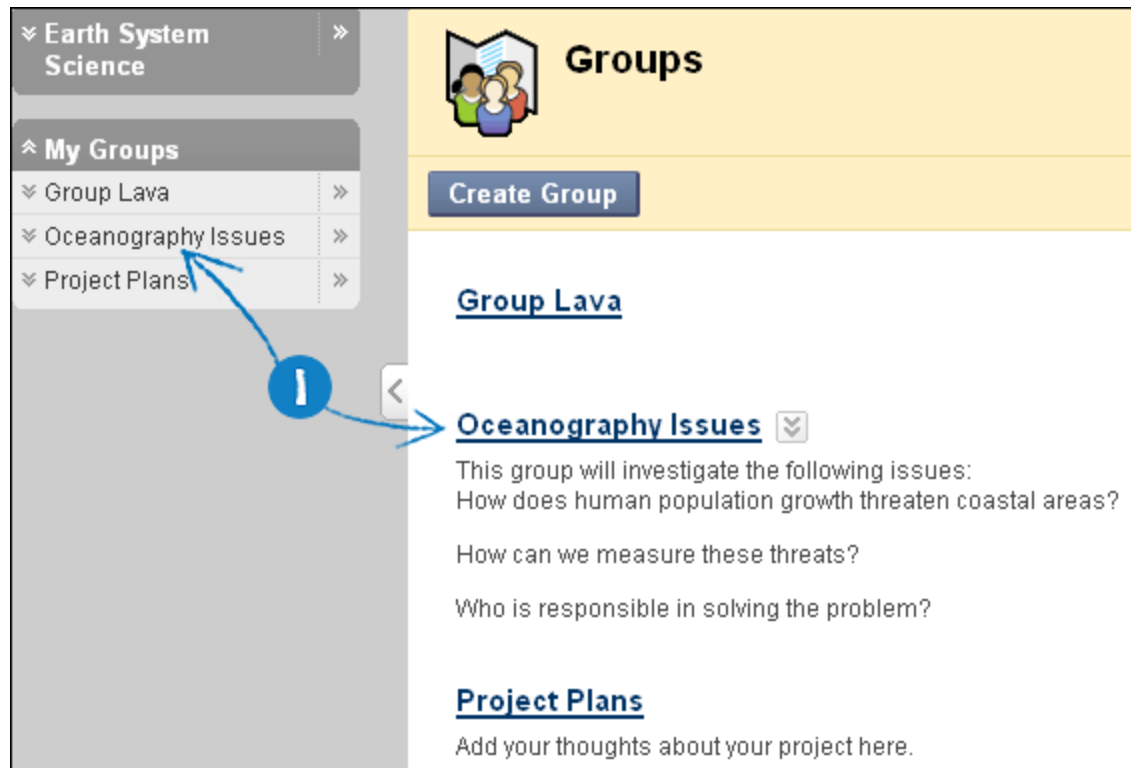 Earth System
Science
My Groups
Group Lava
Oceanography Issues
Project Plans
1
Groups
Create Group
Group Lava
Oceanography Issues
This group will investigate the following issues:
How does human population growth threaten coastal areas?
How can we measure these threats?
Who is responsible in solving the problem?
Project Plans
Add your thoughts about your project here.